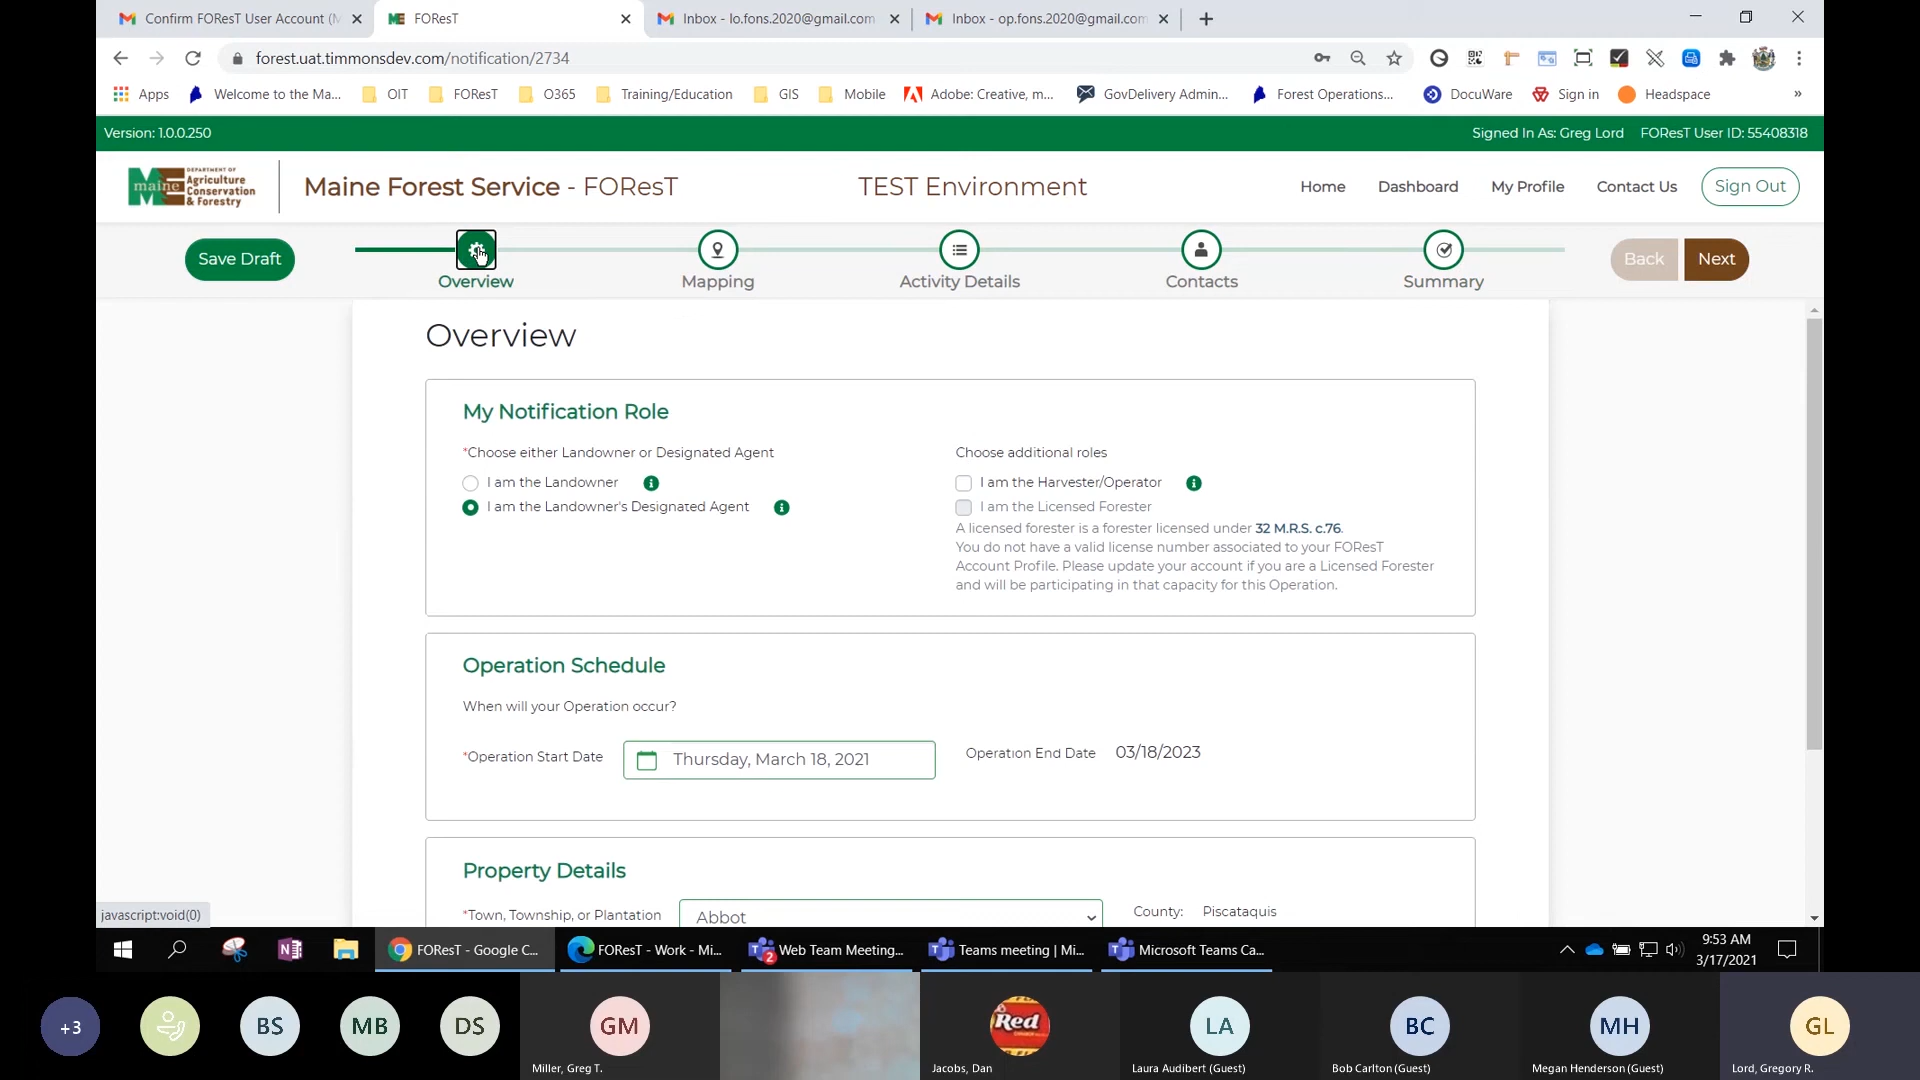 Confirm FOResT User Account (M
FOResT
Inbox - lo.fons.2020@gmail.com
Inbox - op.fons.2020@gmail.com
forest.uat.timmonsdev.com/notification/2734
Apps
Welcome to the Ma...
OIT
FOResT
O365
Training/Education
GIS
Mobile
Adobe: Creative, m...
GovDelivery Admin...
Forest Operations...
DocuWare
Sign in
Headspace
»
Version: 1.0.0.250
Signed In As: Greg Lord
FOResT User ID: 55408318
maine
DEPARTMENT OF
Agriculture
Conservation
& Forestry
Maine Forest Service - FOResT
TEST Environment
Home
Dashboard
My Profile
Contact Us
Sign Out
Save Draft
Overview
Mapping
Activity Details
Contacts
Summary
Back
Next
Overview
My Notification Role
*Choose either Landowner or Designated Agent
I am the Landowner
I am the Landowner's Designated Agent
Choose additional roles
I am the Harvester/Operator
I am the Licensed Forester
A licensed forester is a forester licensed under 32 M.R.S. c.76.
You do not have a valid license number associated to your FOResT
Account Profile. Please update your account if you are a Licensed Forester
and will be participating in that capacity for this Operation.
Operation Schedule
When will your Operation occur?
*Operation Start Date
Thursday, March 18, 2021
Operation End Date
03/18/2023
Property Details
*Town, Township, or Plantation
Abbot
County: Piscataquis
javascript:void(0)
FOResT - Google C...
FOResT - Work - Mi...
2
Web Team Meeting...
Teams meeting | Mi...
Microsoft Teams Ca...
9:53 AM
3/17/2021
+3
BS
MB
DS
GM
Miller, Greg T.
Red
Jacobs, Dan
LA
Laura Audibert (Guest)
BC
Bob Carlton (Guest)
MH
Megan Henderson (Guest)
GL
Lord, Gregory R.